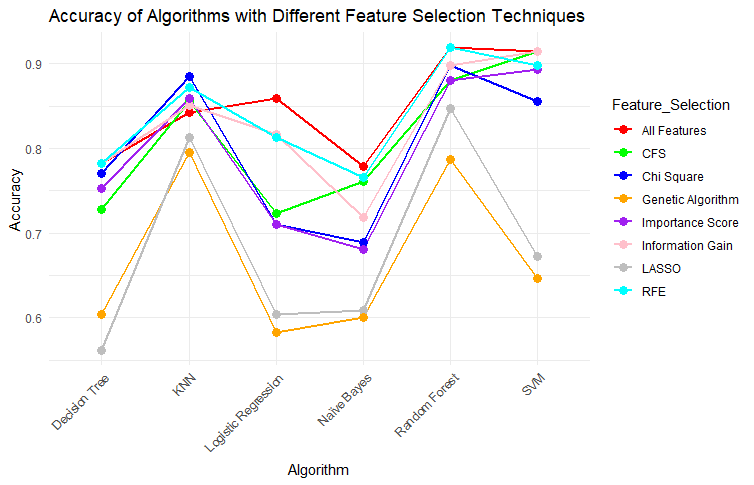 Accuracy of Algorithms with Different Feature Selection Techniques
Accuracy
0.9
0.8
0.7
0.6
Decision Tree
KNN
Logistic Regression
Naïve Bayes
Random Forest
SVM
Algorithm
Feature_Selection
All Features
CFS
Chi Square
Genetic Algorithm
Importance Score
Information Gain
LASSO
RFE